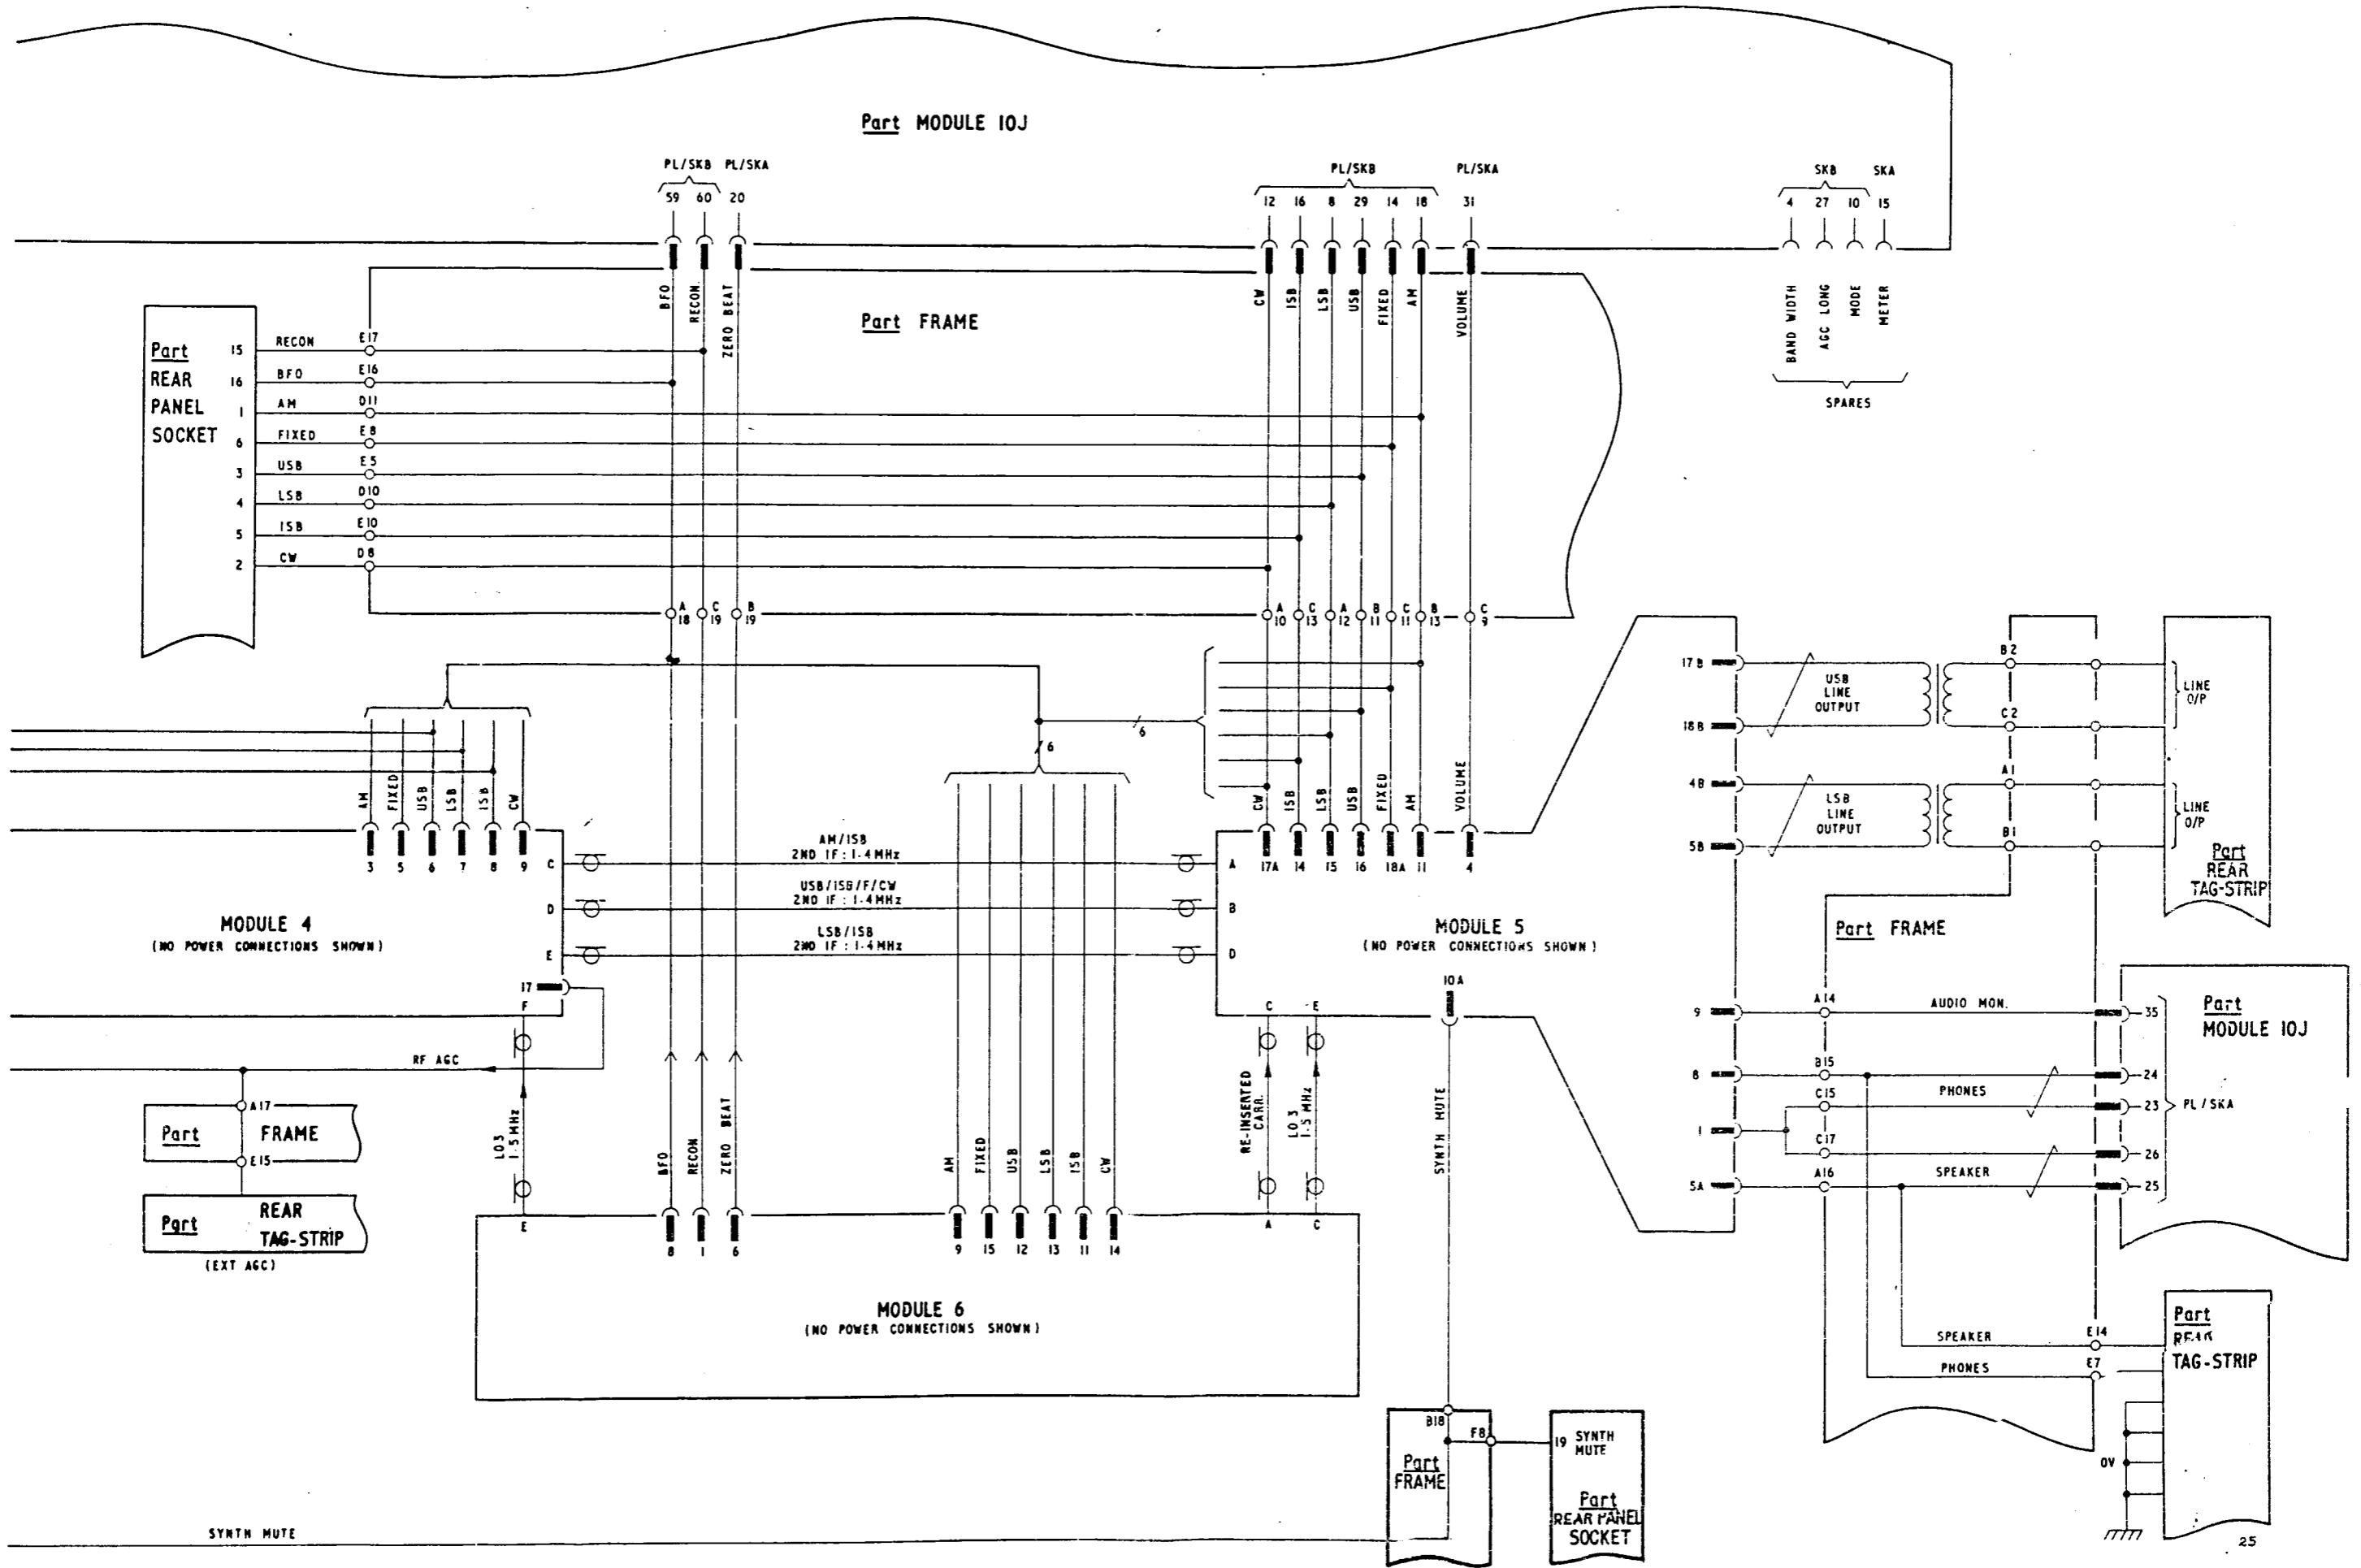 Part MODULE 10J
PL/SKB PL/SKA
59 60 20
PL/SKB PL/SKA
12 16 8 29 14 18 31
SKB SKA
4 27 10 15
BFO
RECON.
ZERO BEAT
CW
ISB
LSB
USB
FIXED
AM
VOLUME
BAND WIDTH
AGC LONG
MODE
METER
SPARES
Part FRAME
Part
REAR
PANEL
SOCKET
15 RECON E17
16 BFO E16
1 AM D11
6 FIXED E8
3 USB E5
4 LSB D10
5 ISB E10
2 CW D8
A 18
C 19
B 19
A 10
C 13
A 12
B 11
C 11
B 13
C 9
6
6
AM
FIXED
USB
LSB
ISB
CW
3 5 6 7 8 9
CW
ISB
LSB
USB
FIXED
AM
VOLUME
17A 14 15 16 18A 11 4
C AM/ISB A
2ND IF : 1·4MHz
D USB/ISB/F/CW B
2ND IF : 1·4MHz
E LSB/ISB D
2ND IF : 1·4MHz
MODULE 4
(NO POWER CONNECTIONS SHOWN)
17
F
MODULE 5
(NO POWER CONNECTIONS SHOWN)
10A
C E
RF AGC
A17
Part FRAME
E15
Part REAR
TAG-STRIP
(EXT AGC)
LO3
1·5MHz
BFO
RECON
ZERO BEAT
AM
FIXED
USB
LSB
ISB
CW
RE-INSERTED
CARR.
LO3
1·5 MHz
SYNTH MUTE
E A C
8 1 6
9 15 12 13 11 14
MODULE 6
(NO POWER CONNECTIONS SHOWN)
17B
18B
USB
LINE
OUTPUT
B2
C2
LINE
O/P
4B
5B
LSB
LINE
OUTPUT
A1
B1
LINE
O/P
Part
REAR
TAG-STRIP
Part FRAME
9 A14 AUDIO MON. 35
8 B15 24
PHONES
C15 23
1
C17 26
5A A16 SPEAKER 25
PL/SKA
Part
MODULE 10J
SPEAKER E14
PHONES E7
Part
REAR
TAG-STRIP
0V
B18
F8
Part
FRAME
19 SYNTH
MUTE
Part
REAR PANEL
SOCKET
SYNTH MUTE
25